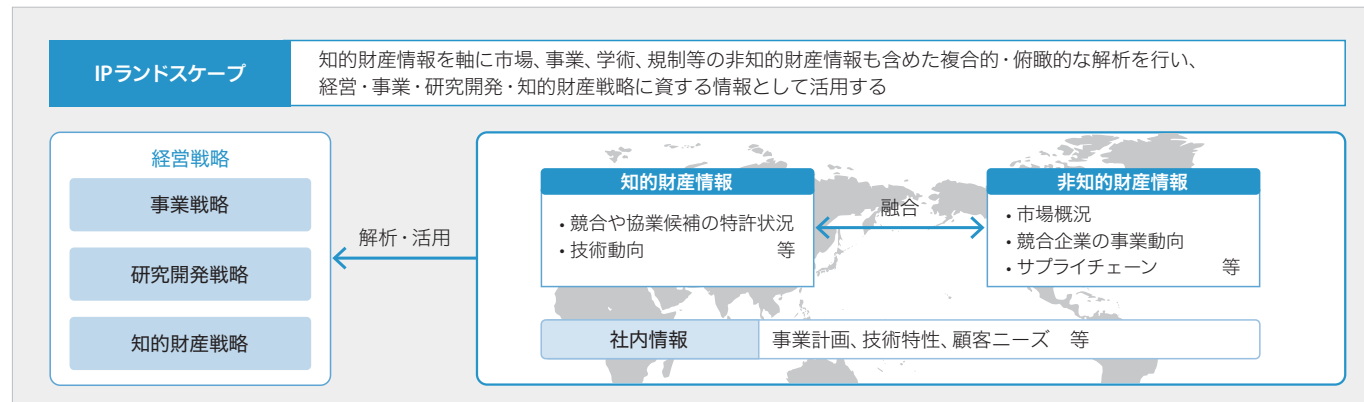 IPランドスケープ
知的財産情報を軸に市場、事業、学術、規制等の非知的財産情報も含めた複合的・俯瞰的な解析を行い、
経営・事業・研究開発・知的財産戦略に資する情報として活用する
経営戦略
事業戦略
研究開発戦略
知的財産戦略
解析・活用
知的財産情報
・競合や協業候補の特許状況
・技術動向 等
融合
非知的財産情報
・市場概況
・競合企業の事業動向
・サプライチェーン 等
社内情報
事業計画、技術特性、顧客ニーズ 等